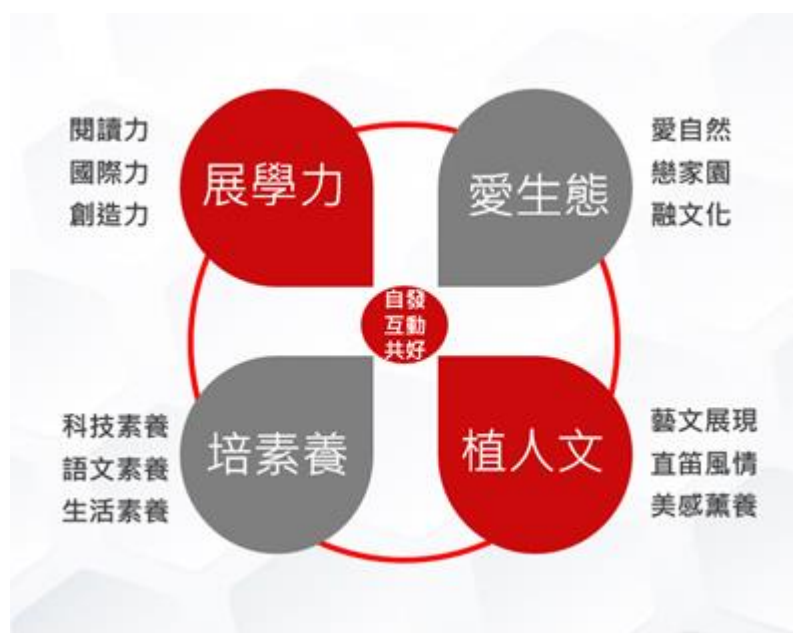 閱讀力
國際力
創造力
展學力
愛生態
愛自然
戀家園
融文化
自發
互動
共好
科技素養
語文素養
生活素養
培素養
植人文
藝文展現
直笛風情
美感薰養